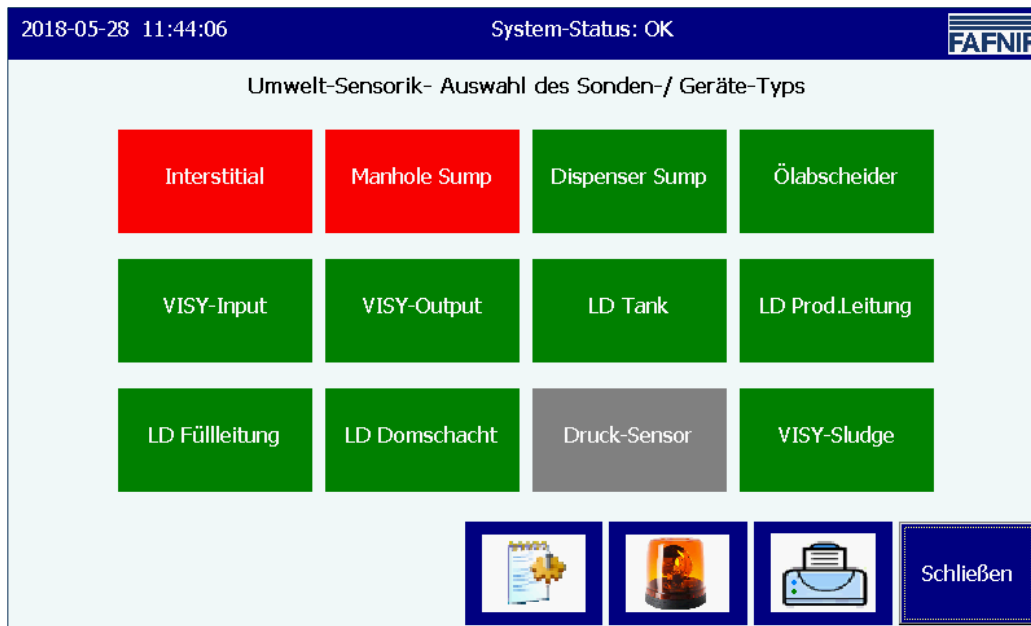 2018-05-28 11:44:06 System-Status: OK
FAFNIR
Umwelt-Sensorik- Auswahl des Sonden-/ Geräte-Typs
Interstitial Manhole Sump Dispenser Sump Ölabscheider
VISY-Input VISY-Output LD Tank LD Prod.Leitung
LD Füllleitung LD Domschacht Druck-Sensor VISY-Sludge
Schließen